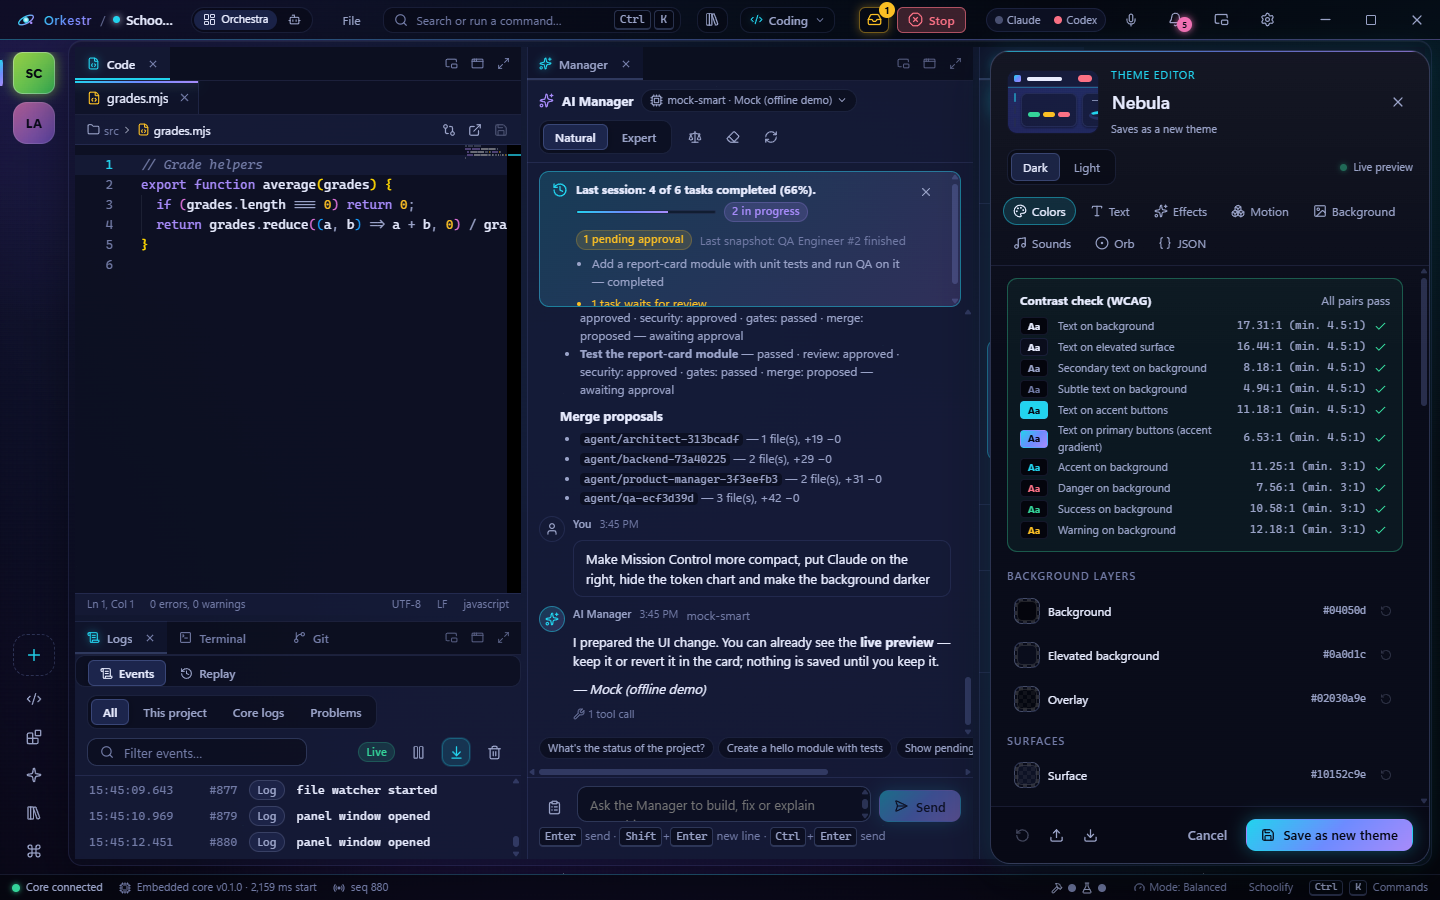 Orkestr / Schoo...
Orchestra
File
Search or run a command... Ctrl K
Coding
1
Stop
Claude Codex
5
SC
LA
Code
grades.mjs
src > grades.mjs
1 // Grade helpers
2 export function average(grades) {
3 if (grades.length === 0) return 0;
4 return grades.reduce((a, b) => a + b, 0) / gra
5 }
6
Ln 1, Col 1 0 errors, 0 warnings UTF-8 LF javascript
Logs Terminal Git
Events Replay
All This project Core logs Problems
Filter events... Live
15:45:09.643 #877 Log file watcher started
15:45:10.969 #879 Log panel window opened
15:45:12.451 #880 Log panel window opened
Manager
AI Manager mock-smart · Mock (offline demo)
Natural Expert
Last session: 4 of 6 tasks completed (66%).
2 in progress
1 pending approval Last snapshot: QA Engineer #2 finished
• Add a report-card module with unit tests and run QA on it
— completed
• 1 task waits for review
approved · security: approved · gates: passed · merge:
proposed — awaiting approval
• Test the report-card module — passed · review: approved ·
security: approved · gates: passed · merge: proposed —
awaiting approval
Merge proposals
• agent/architect-313bcadf — 1 file(s), +19 −0
• agent/backend-73a40225 — 2 file(s), +29 −0
• agent/product-manager-3f3eefb3 — 2 file(s), +31 −0
• agent/qa-ecf3d39d — 3 file(s), +42 −0
You 3:45 PM
Make Mission Control more compact, put Claude on the
right, hide the token chart and make the background darker
AI Manager 3:45 PM mock-smart
I prepared the UI change. You can already see the live preview —
keep it or revert it in the card; nothing is saved until you keep it.
— Mock (offline demo)
1 tool call
What's the status of the project? Create a hello module with tests Show pending
Ask the Manager to build, fix or explain
Send
Enter send · Shift + Enter new line · Ctrl + Enter send
THEME EDITOR
Nebula
Saves as a new theme
Dark Light Live preview
Colors Text Effects Motion Background
Sounds Orb {} JSON
Contrast check (WCAG) All pairs pass
Aa Text on background 17.31:1 (min. 4.5:1)
Aa Text on elevated surface 16.44:1 (min. 4.5:1)
Aa Secondary text on background 8.18:1 (min. 4.5:1)
Aa Subtle text on background 4.94:1 (min. 4.5:1)
Aa Text on accent buttons 11.18:1 (min. 4.5:1)
Aa Text on primary buttons (accent
gradient) 6.53:1 (min. 4.5:1)
Aa Accent on background 11.25:1 (min. 3:1)
Aa Danger on background 7.56:1 (min. 3:1)
Aa Success on background 10.58:1 (min. 3:1)
Aa Warning on background 12.18:1 (min. 3:1)
BACKGROUND LAYERS
Background #04050d
Elevated background #0a0d1c
Overlay #02030a9e
SURFACES
Surface #10152c9e
Cancel Save as new theme
Core connected Embedded core v0.1.0 · 2,159 ms start seq 880
Mode: Balanced Schoolify Ctrl K Commands